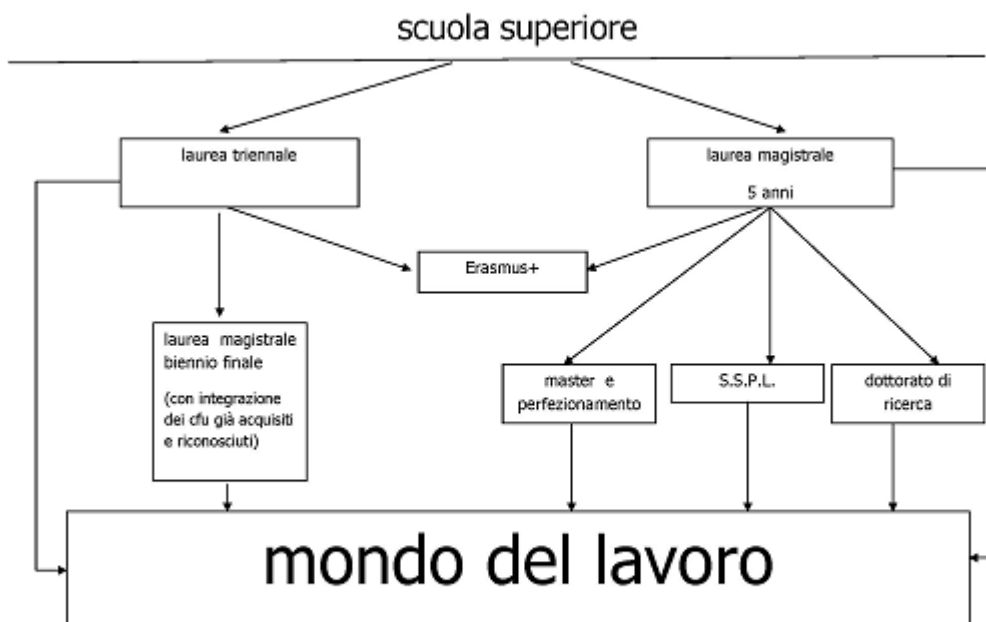 scuola superiore
laurea triennale
laurea magistrale
5 anni
Erasmus+
laurea magistrale
biennio finale
(con integrazione
dei cfu già acquisiti
e riconosciuti)
master e
perfezionamento
S.S.P.L.
dottorato di
ricerca
mondo del lavoro